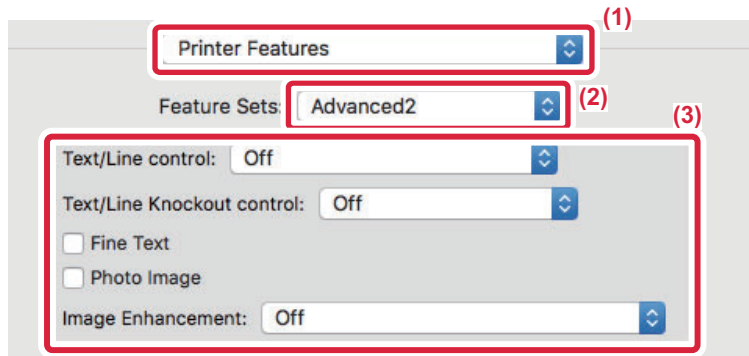 (1)
Printer Features
Feature Sets: Advanced2 (2)
(3)
Text/Line control: Off
Text/Line Knockout control: Off
Fine Text
Photo Image
Image Enhancement: Off